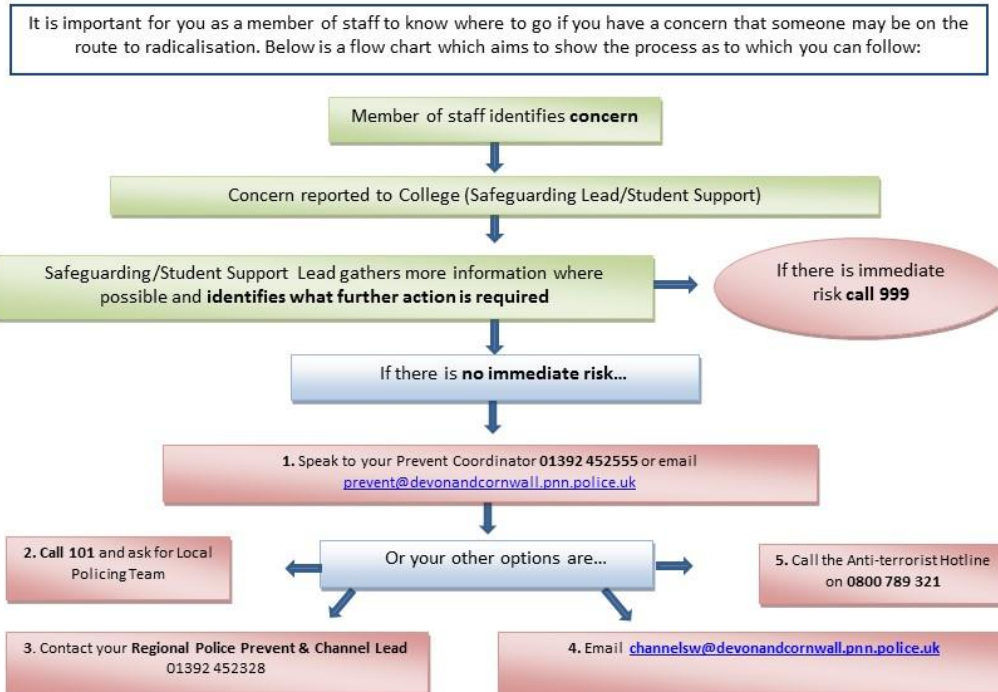 It is important for you as a member of staff to know where to go if you have a concern that someone may be on the
route to radicalisation. Below is a flow chart which aims to show the process as to which you can follow:
Member of staff identifies concern
Concern reported to College (Safeguarding Lead/Student Support)
Safeguarding/Student Support Lead gathers more information where
possible and identifies what further action is required
If there is immediate
risk call 999
If there is no immediate risk...
1. Speak to your Prevent Coordinator 01392 452555 or email
prevent@devonandcornwall.pnn.police.uk
Or your other options are...
2. Call 101 and ask for Local
Policing Team
5. Call the Anti-terrorist Hotline
on 0800 789 321
3. Contact your Regional Police Prevent & Channel Lead
01392 452328
4. Email channelsw@devonandcornwall.pnn.police.uk